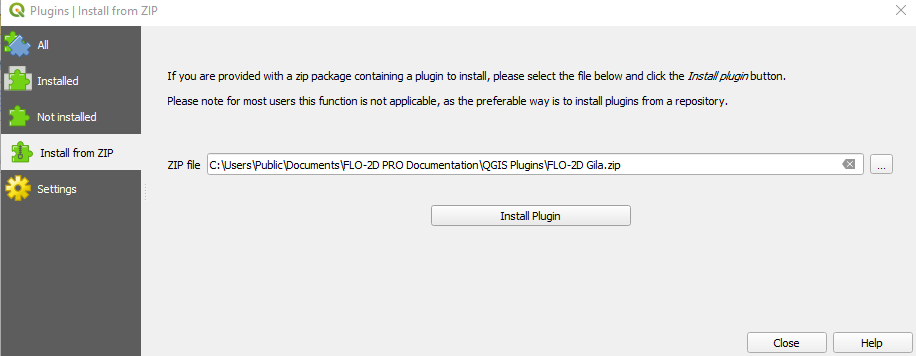 Plugins | Install from ZIP
All
Installed
Not installed
Install from ZIP
Settings
If you are provided with a zip package containing a plugin to install, please select the file below and click the Install plugin button.
Please note for most users this function is not applicable, as the preferable way is to install plugins from a repository.
ZIP file C:\Users\Public\Documents\FLO-2D PRO Documentation\QGIS Plugins\FLO-2D Gila.zip ...
Install Plugin
Close Help